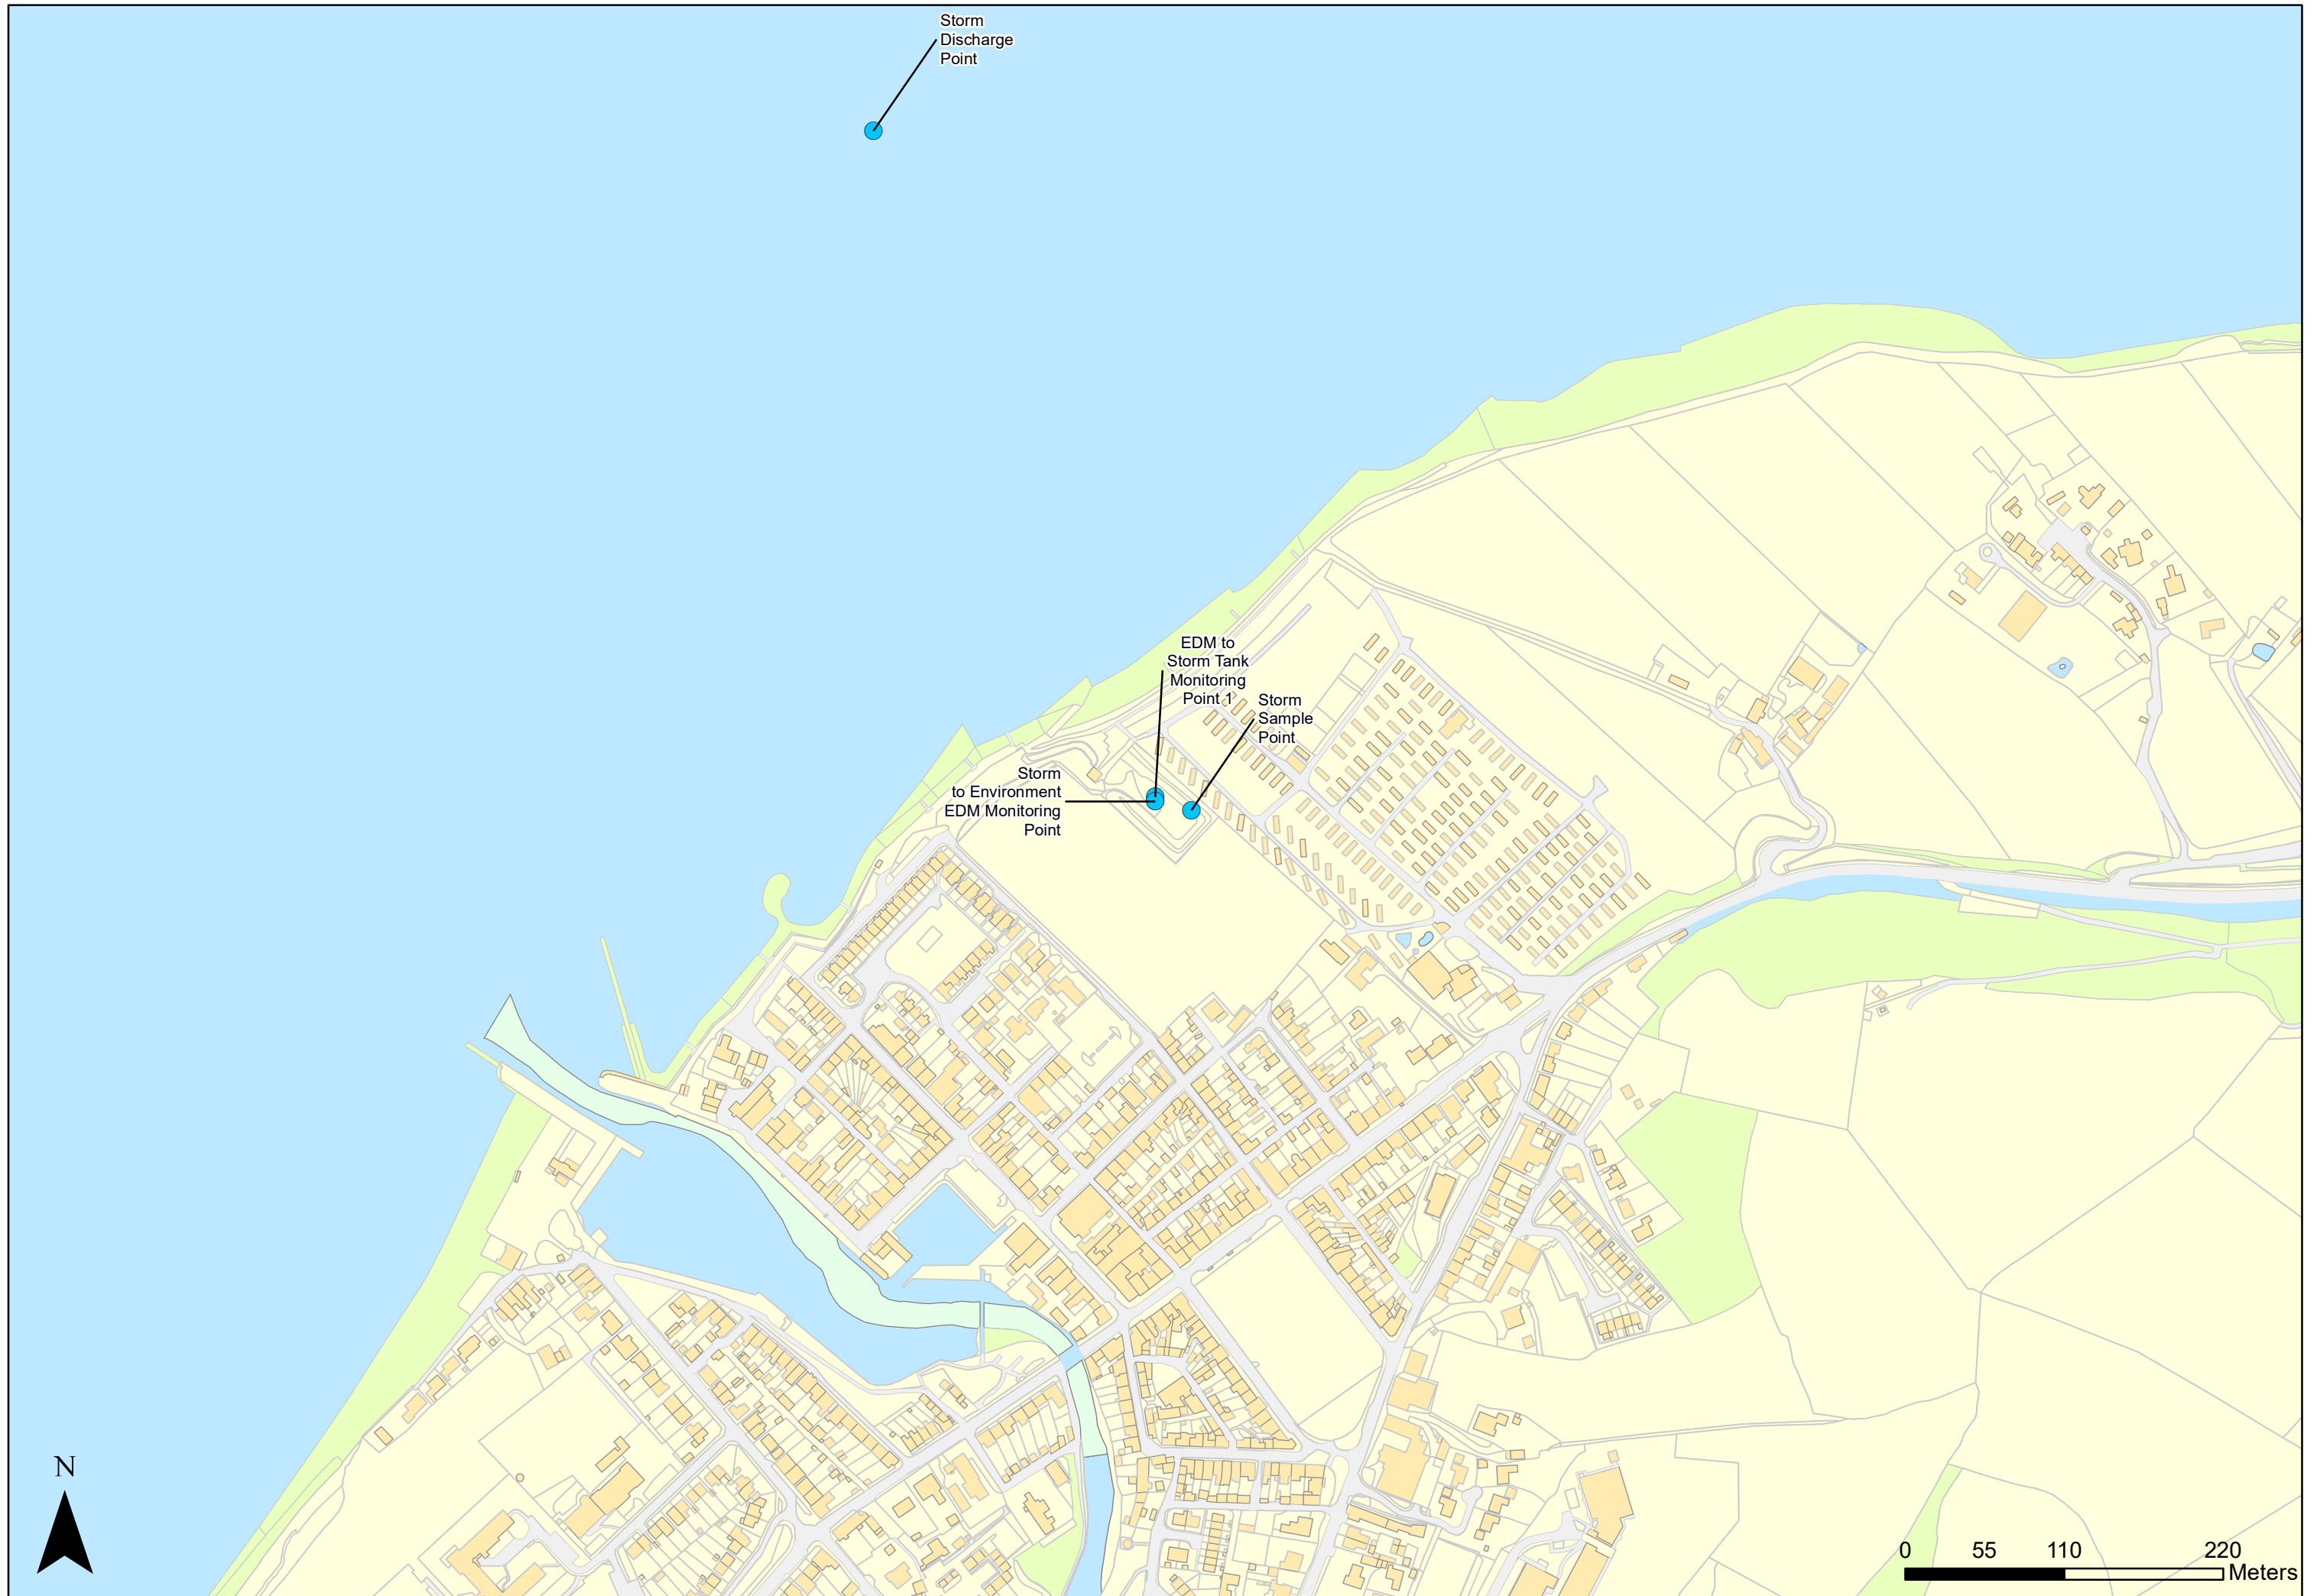 Storm
Discharge
Point
EDM to
Storm Tank
Monitoring
Point 1
Storm
Sample
Point
Storm
to Environment
EDM Monitoring
Point
N
0 55 110 220
Meters